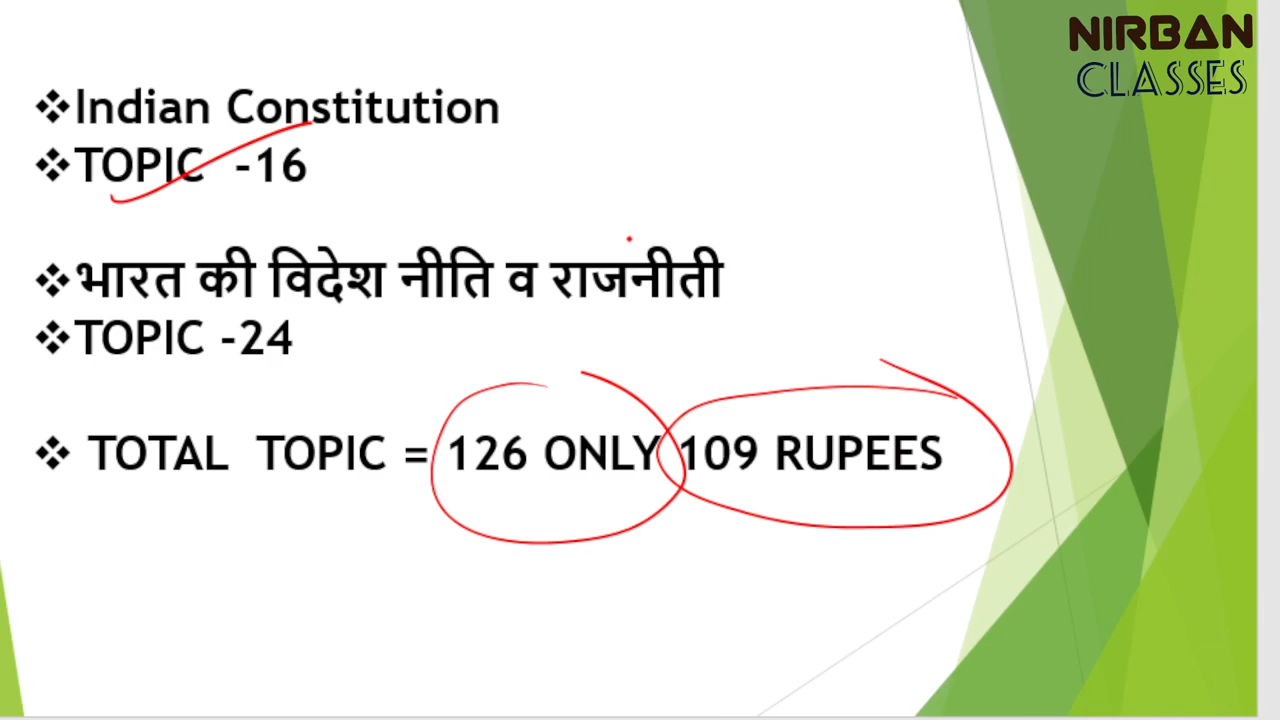 NIRBAN
CLASSES
❖Indian Constitution
❖TOPIC -16
❖भारत की विदेश नीति व राजनीती
❖TOPIC -24
❖ TOTAL TOPIC = 126 ONLY 109 RUPEES